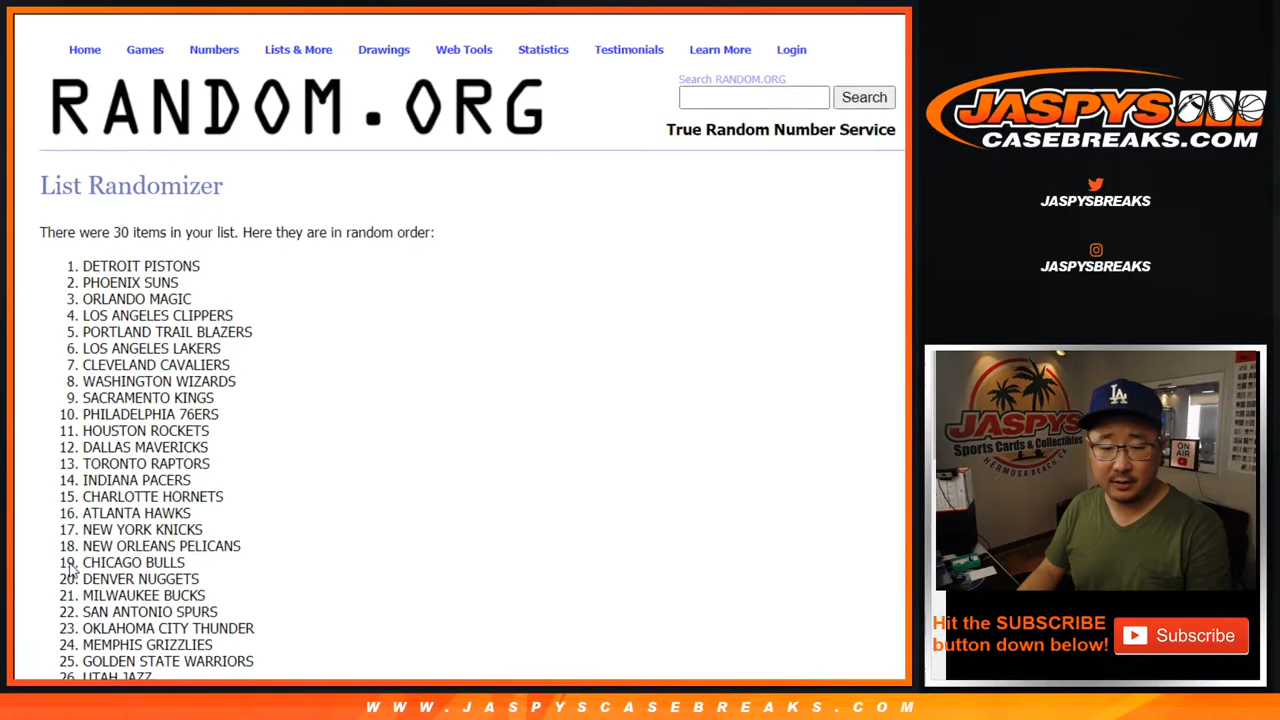 Home Games Numbers Lists & More Drawings Web Tools Statistics Testimonials Learn More Login
RANDOM.ORG
Search RANDOM.ORG
Search
True Random Number Service
List Randomizer
There were 30 items in your list. Here they are in random order:
1. DETROIT PISTONS
2. PHOENIX SUNS
3. ORLANDO MAGIC
4. LOS ANGELES CLIPPERS
5. PORTLAND TRAIL BLAZERS
6. LOS ANGELES LAKERS
7. CLEVELAND CAVALIERS
8. WASHINGTON WIZARDS
9. SACRAMENTO KINGS
10. PHILADELPHIA 76ERS
11. HOUSTON ROCKETS
12. DALLAS MAVERICKS
13. TORONTO RAPTORS
14. INDIANA PACERS
15. CHARLOTTE HORNETS
16. ATLANTA HAWKS
17. NEW YORK KNICKS
18. NEW ORLEANS PELICANS
19. CHICAGO BULLS
20. DENVER NUGGETS
21. MILWAUKEE BUCKS
22. SAN ANTONIO SPURS
23. OKLAHOMA CITY THUNDER
24. MEMPHIS GRIZZLIES
25. GOLDEN STATE WARRIORS
26. UTAH JAZZ
JASPYS
CASEBREAKS.COM
JASPYSBREAKS
JASPYSBREAKS
JASPYS
Sports Cards & Collectibles
HERMOSA BEACH CA
LA
ON AIR
Hit the SUBSCRIBE
button down below!
Subscribe
WWW.JASPYSCASEBREAKS.COM